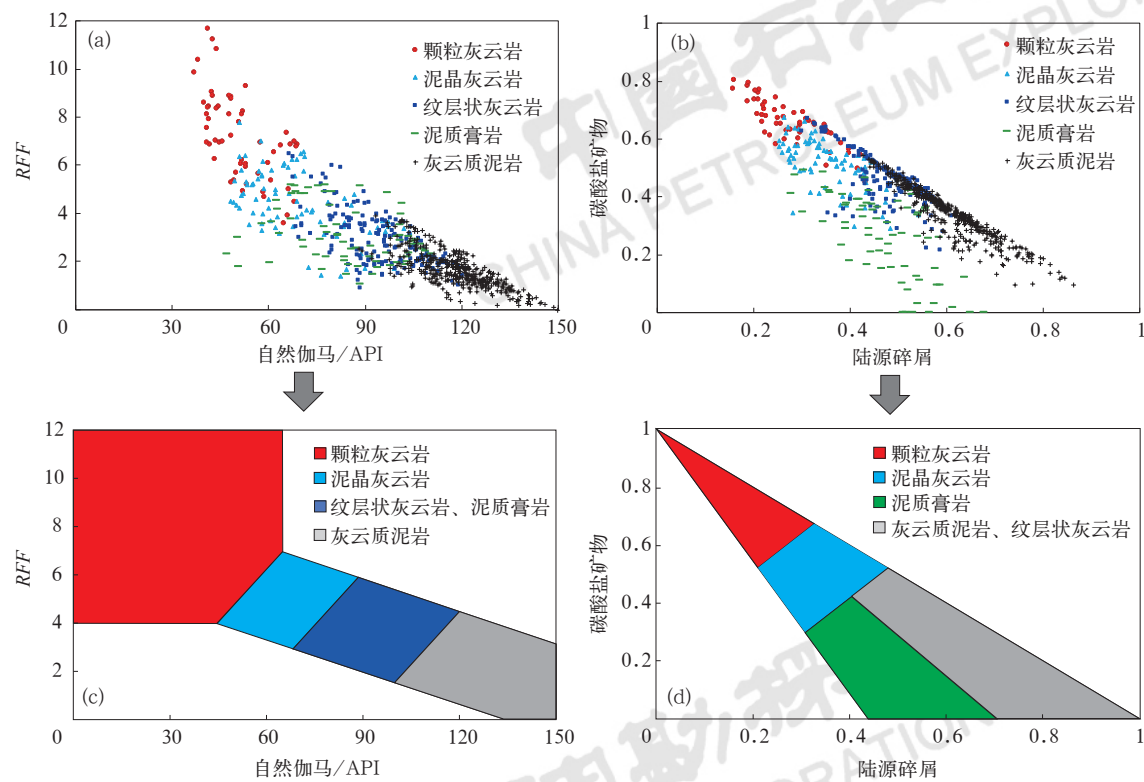 (a)
12
10
8
6
4
2
0
30
60
90
120
150
RFF
自然伽马/API
颗粒灰云岩
泥晶灰云岩
纹层状灰云岩
泥质膏岩
灰云质泥岩
(b)
1
0.8
0.6
0.4
0.2
0
0.2
0.4
0.6
0.8
1
碳酸盐矿物
陆源碎屑
颗粒灰云岩
泥晶灰云岩
纹层状灰云岩
泥质膏岩
灰云质泥岩
(c)
12
10
8
6
4
2
0
30
60
90
120
150
RFF
自然伽马/API
颗粒灰云岩
泥晶灰云岩
纹层状灰云岩、泥质膏岩
灰云质泥岩
(d)
1
0.8
0.6
0.4
0.2
0
0.2
0.4
0.6
0.8
1
碳酸盐矿物
陆源碎屑
颗粒灰云岩
泥晶灰云岩
泥质膏岩
灰云质泥岩、纹层状灰云岩
CHINA PETROLEUM EXPLO
ORATION